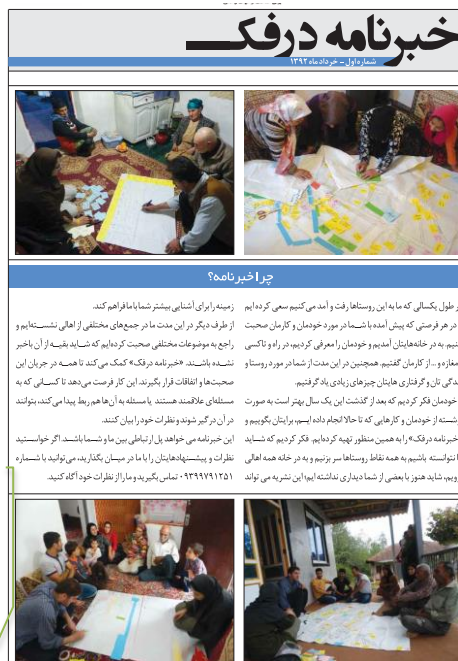 خبرنامه درفک
شماره اول - خرداد ماه ۱۳۹۲
چرا خبرنامه؟
طول یکسالی که ما به این روستاها رفت و آمد می‌کنیم سعی کرده‌ایم
در هر فرصتی که پیش آمده با شما در مورد خودمان و کارمان صحبت
کنیم. به در خانه‌هایتان آمدیم و خودمان را معرفی کردیم، در راه و تاکسی
مغازه و ... از کارمان گفتیم. همچنین در این مدت از شما در مورد روستا و
تان و گرفتاری هایتان چیزهای زیادی یاد گرفتیم.
خودمان فکر کردیم که بعد از گذشت این یک سال بهتر است به صورت
از خودمان و کارهایی که تا حالا انجام داده ایم، برایتان بگوییم و
خبرنامه درفک» را به همین منظور تهیه کرده‌ایم. فکر کردیم که شاید
نتوانسته باشیم به همه نقاط روستاها سر بزنیم و به در خانه همه اهالی
شاید هنوز با بعضی از شما دیداری نداشته ایم؛ این نشریه می تواند
زمینه را برای آشنایی بیشتر شما با ما فراهم کند.
از طرف دیگر در این مدت ما در جمع‌های مختلفی از اهالی نشسته‌ایم و
راجع به موضوعات مختلفی صحبت کرده‌ایم که شاید بقیه از آن باخبر
نشده باشند. «خبرنامه درفک» کمک می‌کند تا همه در جریان این
صحبت‌ها و اتفاقات قرار بگیرند. این کار فرصت می‌دهد تا کسانی که به
مسئله‌ای علاقمند هستند یا مسئله به آن‌ها هم ربط پیدا می‌کند، بتوانند
در آن درگیر شوند و نظرات خود را بیان کنند.
این خبرنامه می خواهد پل ارتباطی بین ما و شما باشد. اگر خواستید
نظرات و پیشنهادهایتان را با ما در میان بگذارید، می‌توانید با شماره
۰۹۳۹۹۷۹۱۲۵۱ تماس بگیرید و ما را از نظرات خود آگاه کنید.